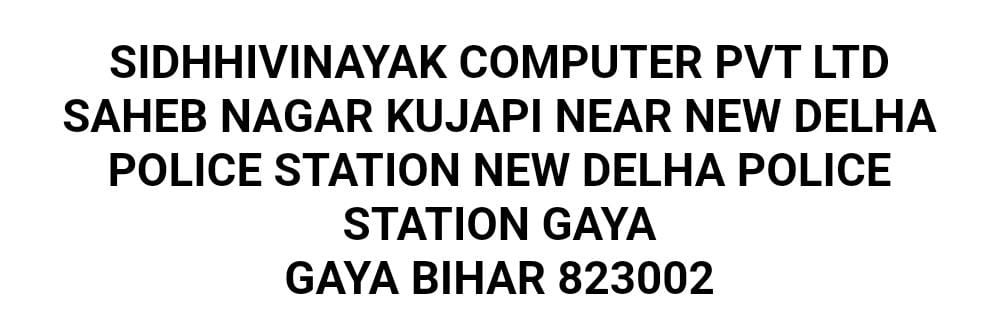 SIDHHIVINAYAK COMPUTER PVT LTD
SAHEB NAGAR KUJAPI NEAR NEW DELHA
POLICE STATION NEW DELHA POLICE
STATION GAYA
GAYA BIHAR 823002